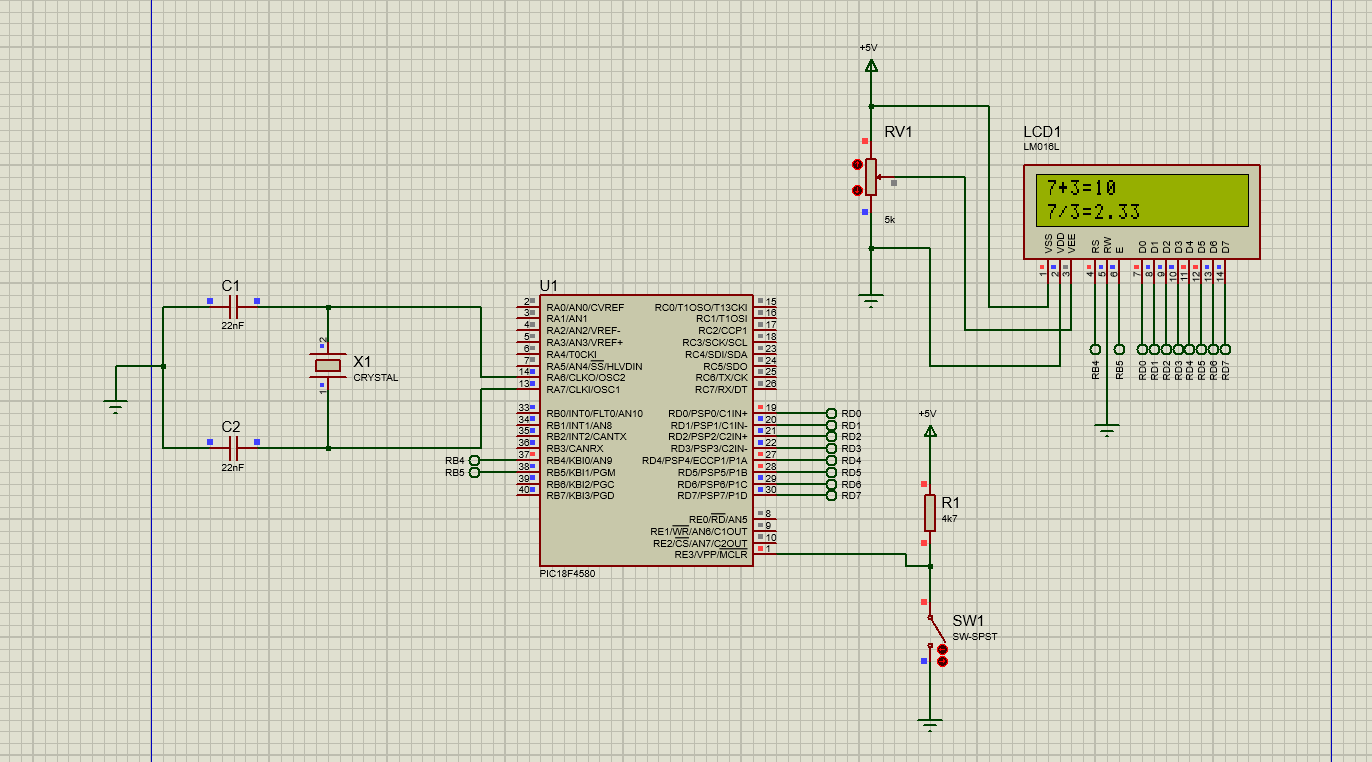 +5V
RV1
5k
LCD1
LM016L
7+3=10
7/3=2.33
VSS VDD VEE RS RW E D0 D1 D2 D3 D4 D5 D6 D7
1 2 3 4 5 6 7 8 9 10 11 12 13 14
RB4 RB5 RD0 RD1 RD2 RD3 RD4 RD5 RD6 RD7
C1
22nF
X1
CRYSTAL
2
1
C2
22nF
U1
2 RA0/AN0/CVREF RC0/T1OSO/T13CKI 15
3 RA1/AN1 RC1/T1OSI 16
4 RA2/AN2/VREF- RC2/CCP1 17
5 RA3/AN3/VREF+ RC3/SCK/SCL 18
6 RA4/T0CKI RC4/SDI/SDA 23
7 RA5/AN4/SS/HLVDIN RC5/SDO 24
14 RA6/CLKO/OSC2 RC6/TX/CK 25
13 RA7/CLKI/OSC1 RC7/RX/DT 26
33 RB0/INT0/FLT0/AN10 RD0/PSP0/C1IN+ 19 RD0
34 RB1/INT1/AN8 RD1/PSP1/C1IN- 20 RD1
35 RB2/INT2/CANTX RD2/PSP2/C2IN+ 21 RD2
36 RB3/CANRX RD3/PSP3/C2IN- 22 RD3
RB4 37 RB4/KBI0/AN9 RD4/PSP4/ECCP1/P1A 27 RD4
RB5 38 RB5/KBI1/PGM RD5/PSP5/P1B 28 RD5
39 RB6/KBI2/PGC RD6/PSP6/P1C 29 RD6
40 RB7/KBI3/PGD RD7/PSP7/P1D 30 RD7
RE0/RD/AN5 8
RE1/WR/AN6/C1OUT 9
RE2/CS/AN7/C2OUT 10
RE3/VPP/MCLR 1
PIC18F4580
+5V
R1
4k7
SW1
SW-SPST